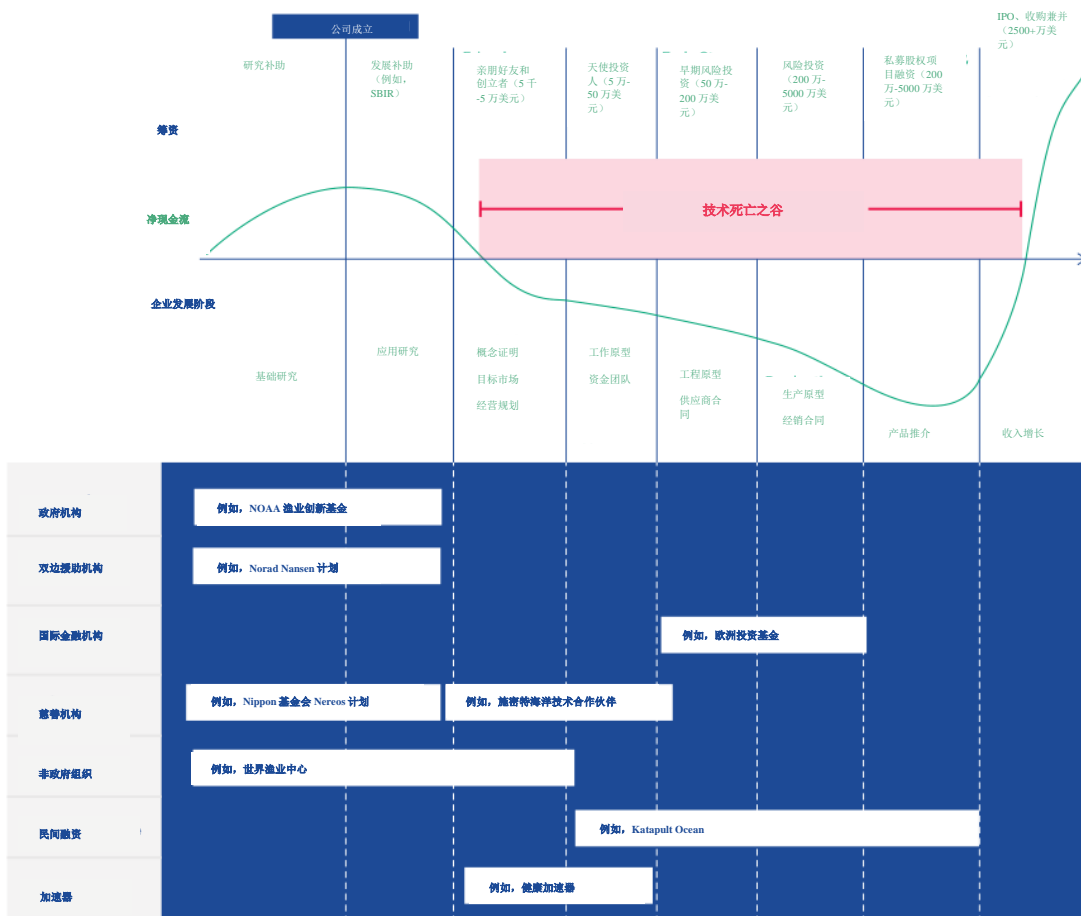 公司成立
IPO、收购兼并
（2500+万美
元）
研究补助
发展补助
（例如，
SBIR）
亲朋好友和
创立者（5 千
-5 万美元）
天使投资
人（5 万-
50 万美
元）
早期风险投
资（50 万-
200 万美
元）
风险投资
（200 万-
5000 万美
元）
私募股权项
目融资（200
万-5000 万美
元）
筹资
净现金流
技术死亡之谷
企业发展阶段
基础研究
应用研究
概念证明
目标市场
经营规划
工作原型
资金团队
工程原型
供应商合
同
生产原型
经销合同
产品推介
收入增长
政府机构
例如，NOAA 渔业创新基金
双边援助机构
例如，Norad Nansen 计划
国际金融机构
例如，欧洲投资基金
慈善机构
例如，Nippon 基金会 Nereos 计划
例如，施密特海洋技术合作伙伴
非政府组织
例如，世界渔业中心
民间融资
例如，Katapult Ocean
加速器
例如，健康加速器